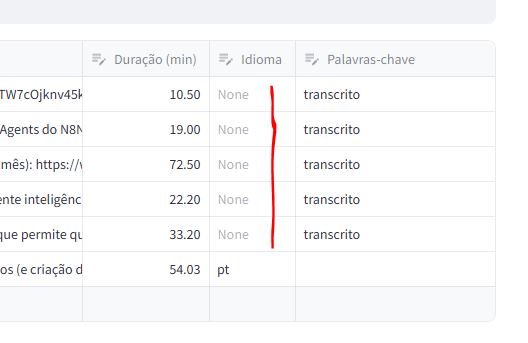 Duração (min) Idioma Palavras-chave
TW7cOjknv45k 10.50 None transcrito
Agents do N8N 19.00 None transcrito
mês): https:// 72.50 None transcrito
ente inteligênc 22.20 None transcrito
que permite qu 33.20 None transcrito
os (e criação d 54.03 pt